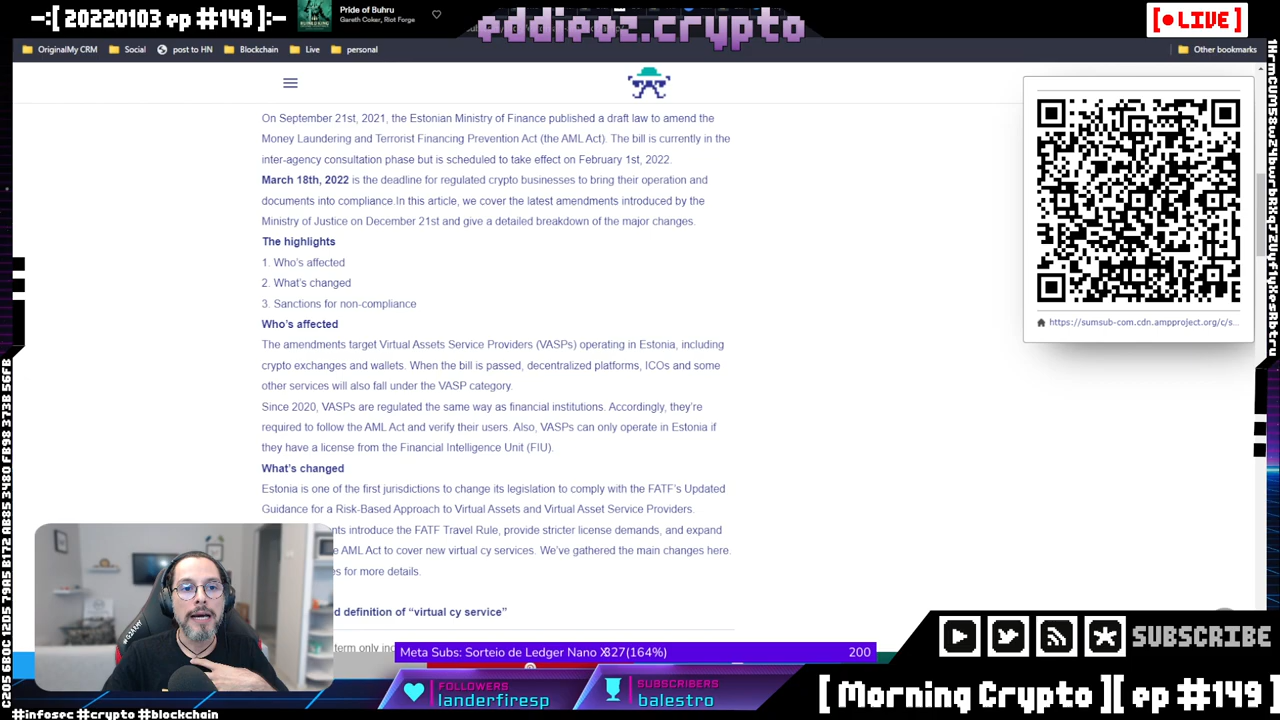 -:[ 20220103 ep #149 ]:-
Pride of Buhru
Gareth Coker, Riot Forge
eddieoz.crypto
[ LIVE ]
OriginalMy CRM
Social
post to HN
Blockchain
Live
personal
Other bookmarks
On September 21st, 2021, the Estonian Ministry of Finance published a draft law to amend the
Money Laundering and Terrorist Financing Prevention Act (the AML Act). The bill is currently in the
inter-agency consultation phase but is scheduled to take effect on February 1st, 2022.
March 18th, 2022 is the deadline for regulated crypto businesses to bring their operation and
documents into compliance.In this article, we cover the latest amendments introduced by the
Ministry of Justice on December 21st and give a detailed breakdown of the major changes.
The highlights
1. Who's affected
2. What's changed
3. Sanctions for non-compliance
Who's affected
The amendments target Virtual Assets Service Providers (VASPs) operating in Estonia, including
crypto exchanges and wallets. When the bill is passed, decentralized platforms, ICOs and some
other services will also fall under the VASP category.
Since 2020, VASPs are regulated the same way as financial institutions. Accordingly, they're
required to follow the AML Act and verify their users. Also, VASPs can only operate in Estonia if
they have a license from the Financial Intelligence Unit (FIU).
What's changed
Estonia is one of the first jurisdictions to change its legislation to comply with the FATF's Updated
Guidance for a Risk-Based Approach to Virtual Assets and Virtual Asset Service Providers.
nts introduce the FATF Travel Rule, provide stricter license demands, and expand
e AML Act to cover new virtual cy services. We've gathered the main changes here.
es for more details.
d definition of "virtual cy service"
term only in
https://sumsub-com.cdn.ampproject.org/c/s...
Meta Subs: Sorteio de Ledger Nano X
327(164%)
200
FOLLOWERS
landerfiresp
SUBSCRIBERS
balestro
SUBSCRIBE
[ Morning Crypto ][ ep #149 ]
#infosec #crypto #blockchain